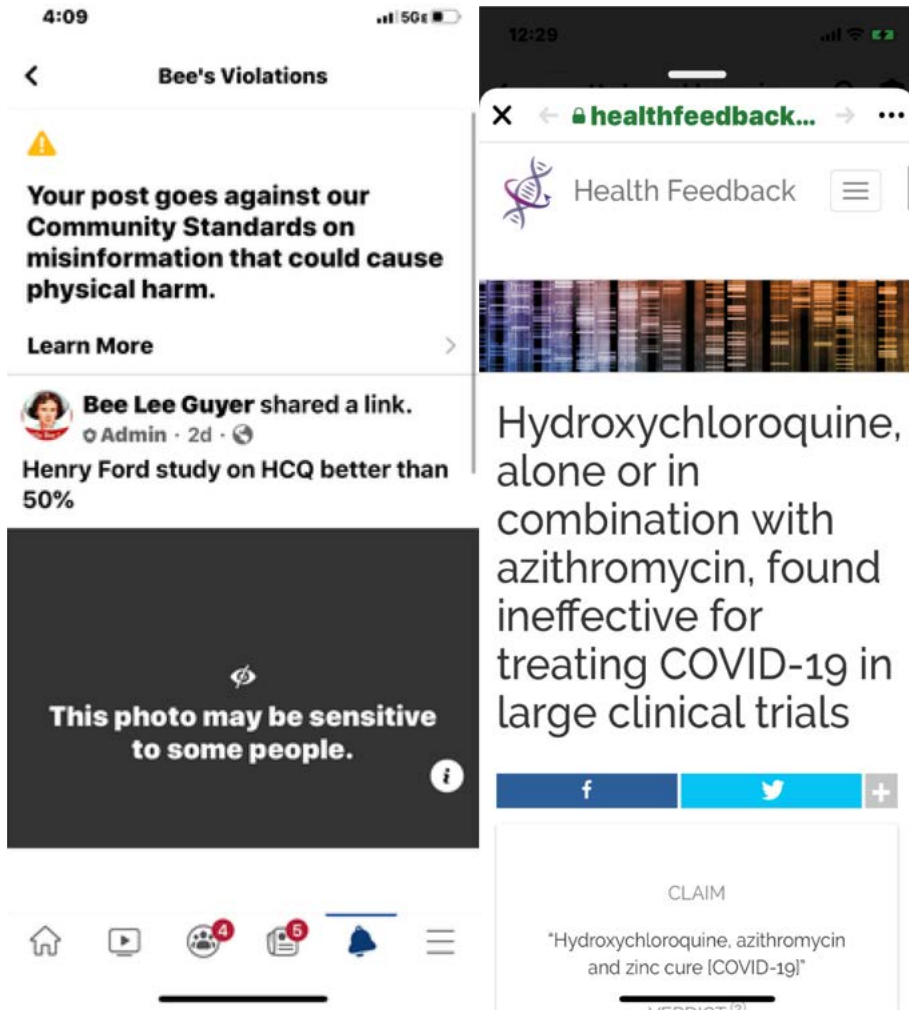 4:09
5GE
Bee's Violations
Your post goes against our
Community Standards on
misinformation that could cause
physical harm.
Learn More
Bee Lee Guyer shared a link.
Admin · 2d ·
Henry Ford study on HCQ better than
50%
This photo may be sensitive
to some people.
4
5
12:29
healthfeedback...
Health Feedback
Hydroxychloroquine,
alone or in
combination with
azithromycin, found
ineffective for
treating COVID-19 in
large clinical trials
CLAIM
"Hydroxychloroquine, azithromycin
and zinc cure [COVID-19]"